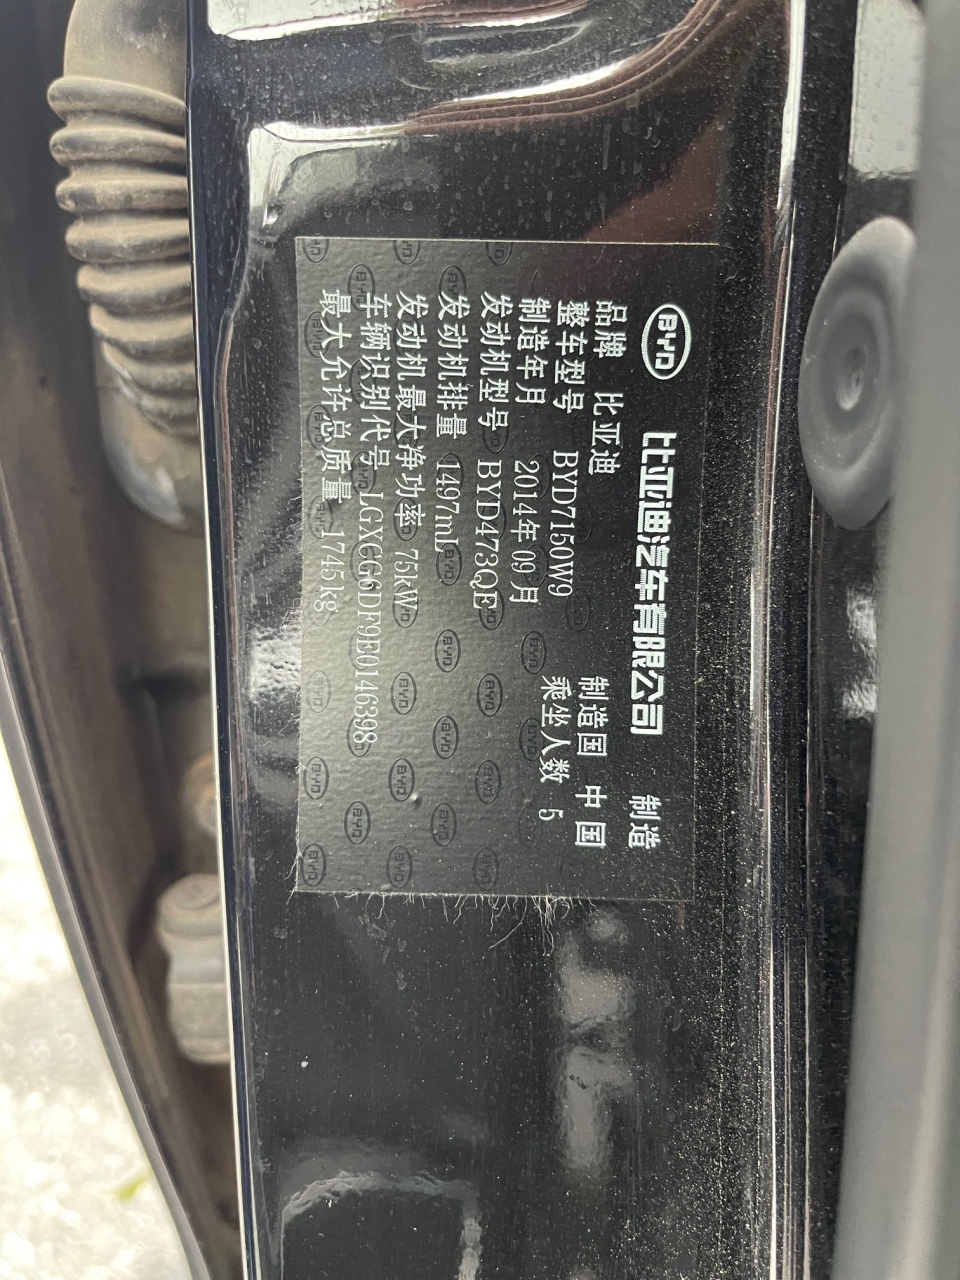 BYD 比亚迪汽车有限公司 制造
品牌 比亚迪 制造国 中国
整车型号 BYD7150W9 乘坐人数 5
制造年月 2014年09月
发动机型号 BYD473QE
发动机排量 1497mL
发动机最大净功率 75kW
车辆识别代号 LGXCG6DF9E0146398
最大允许总质量 1745kg